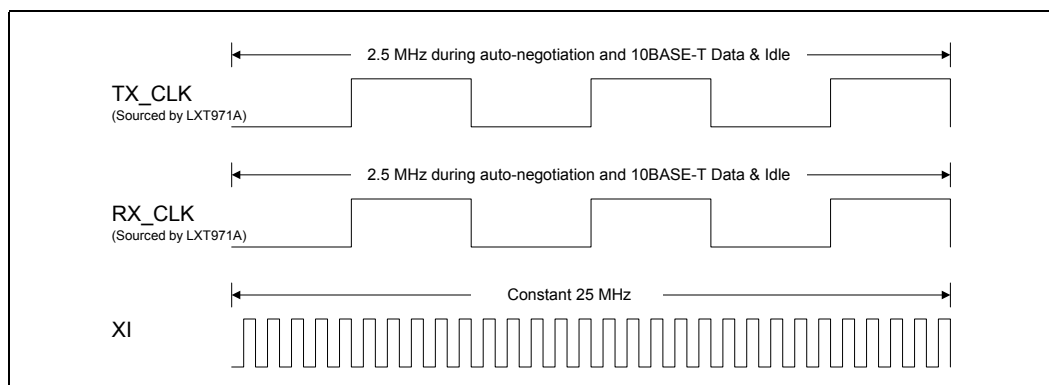 2.5 MHz during auto-negotiation and 10BASE-T Data & Idle
TX_CLK
(Sourced by LXT971A)
2.5 MHz during auto-negotiation and 10BASE-T Data & Idle
RX_CLK
(Sourced by LXT971A)
Constant 25 MHz
XI